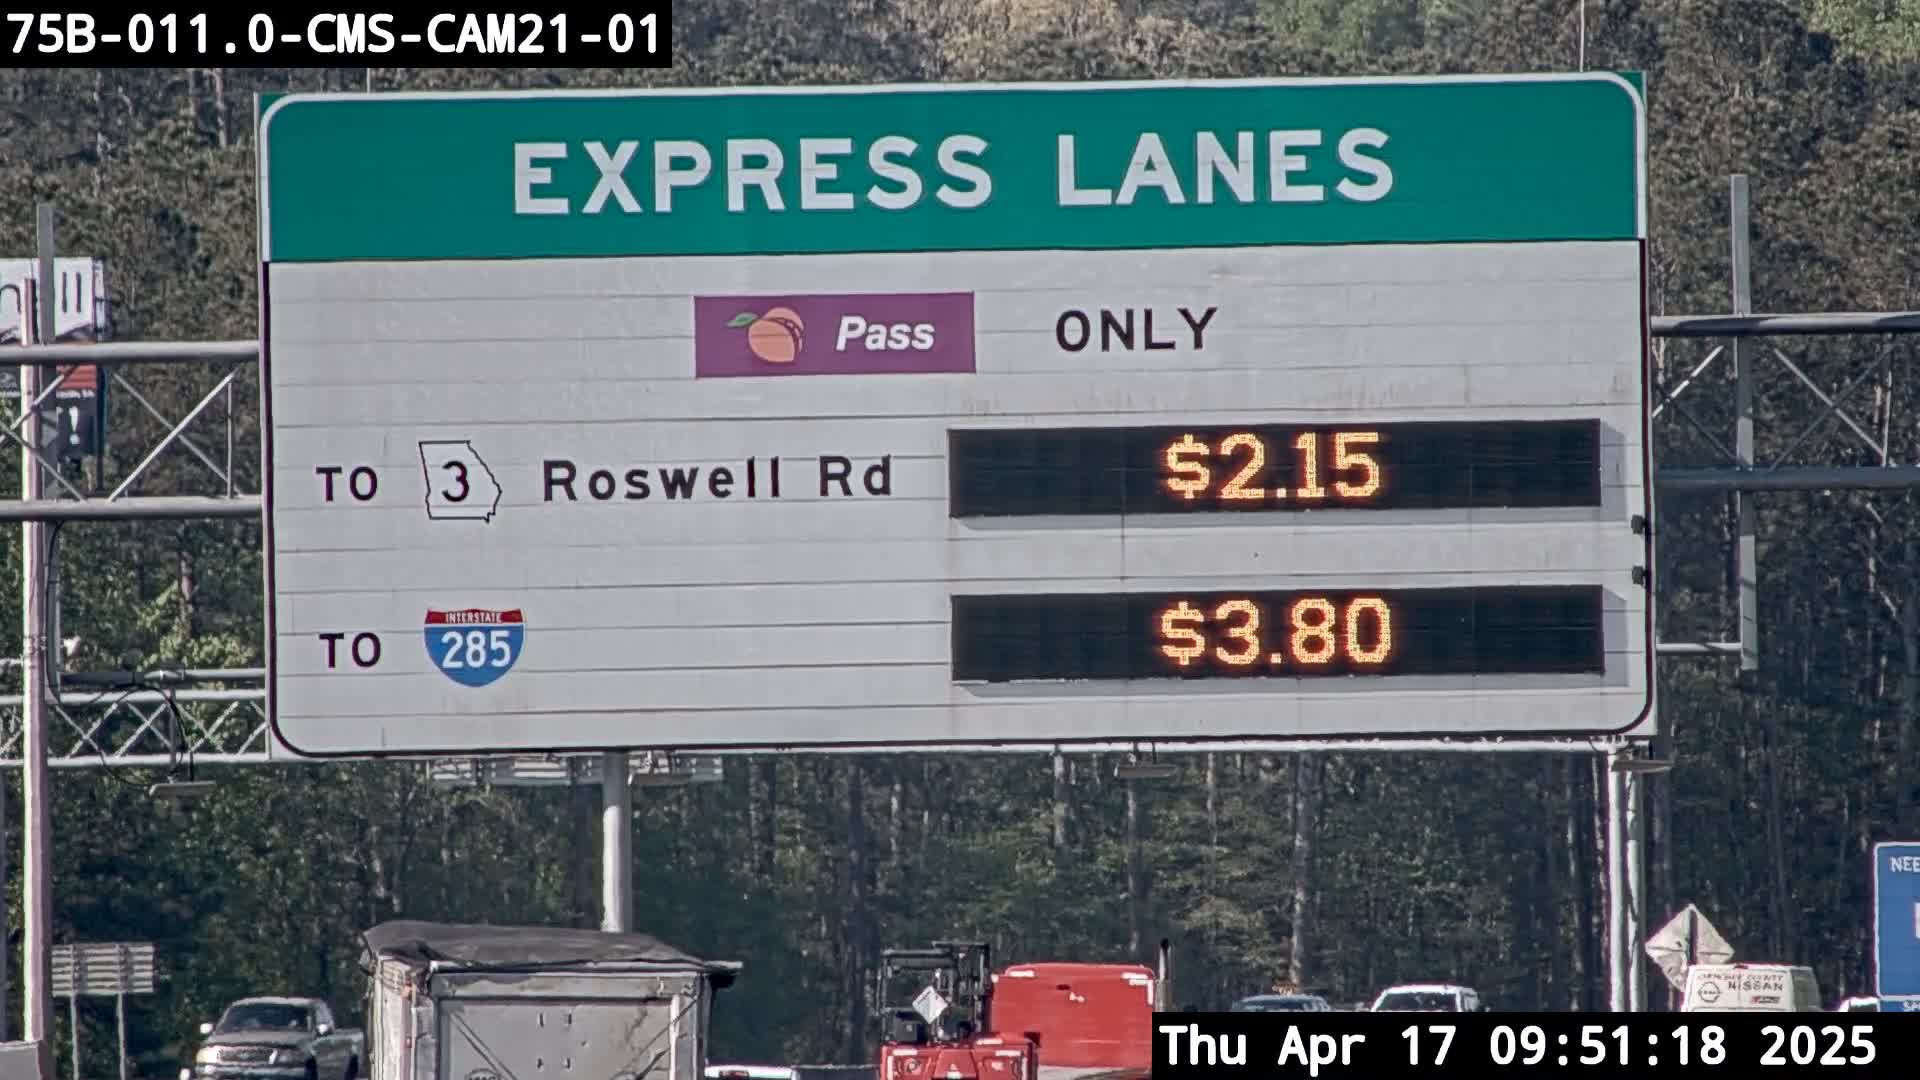 75B-011.0-CMS-CAM21-01
EXPRESS LANES
Pass ONLY
TO 3 Roswell Rd $2.15
INTERSTATE
TO 285 $3.80
NISSAN
Thu Apr 17 09:51:18 2025